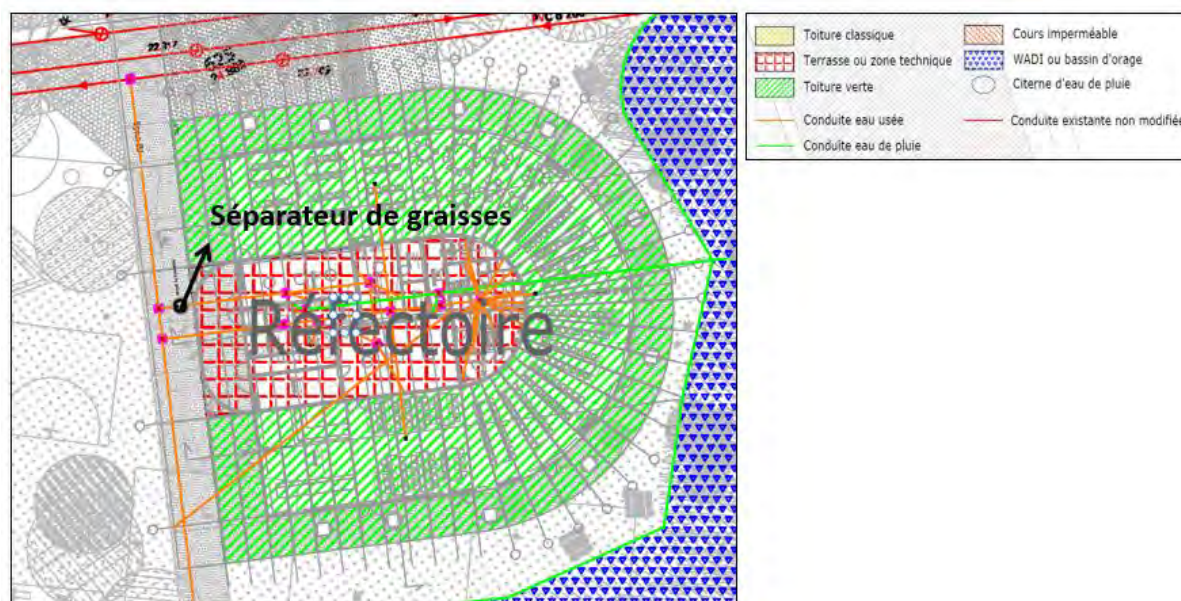 Séparateur de graisses
Réfectoire
Toiture classique
Terrasse ou zone technique
Toiture verte
Conduite eau usée
Conduite eau de pluie
Cours imperméable
WADI ou bassin d'orage
Citerne d'eau de pluie
Conduite existante non modifiée